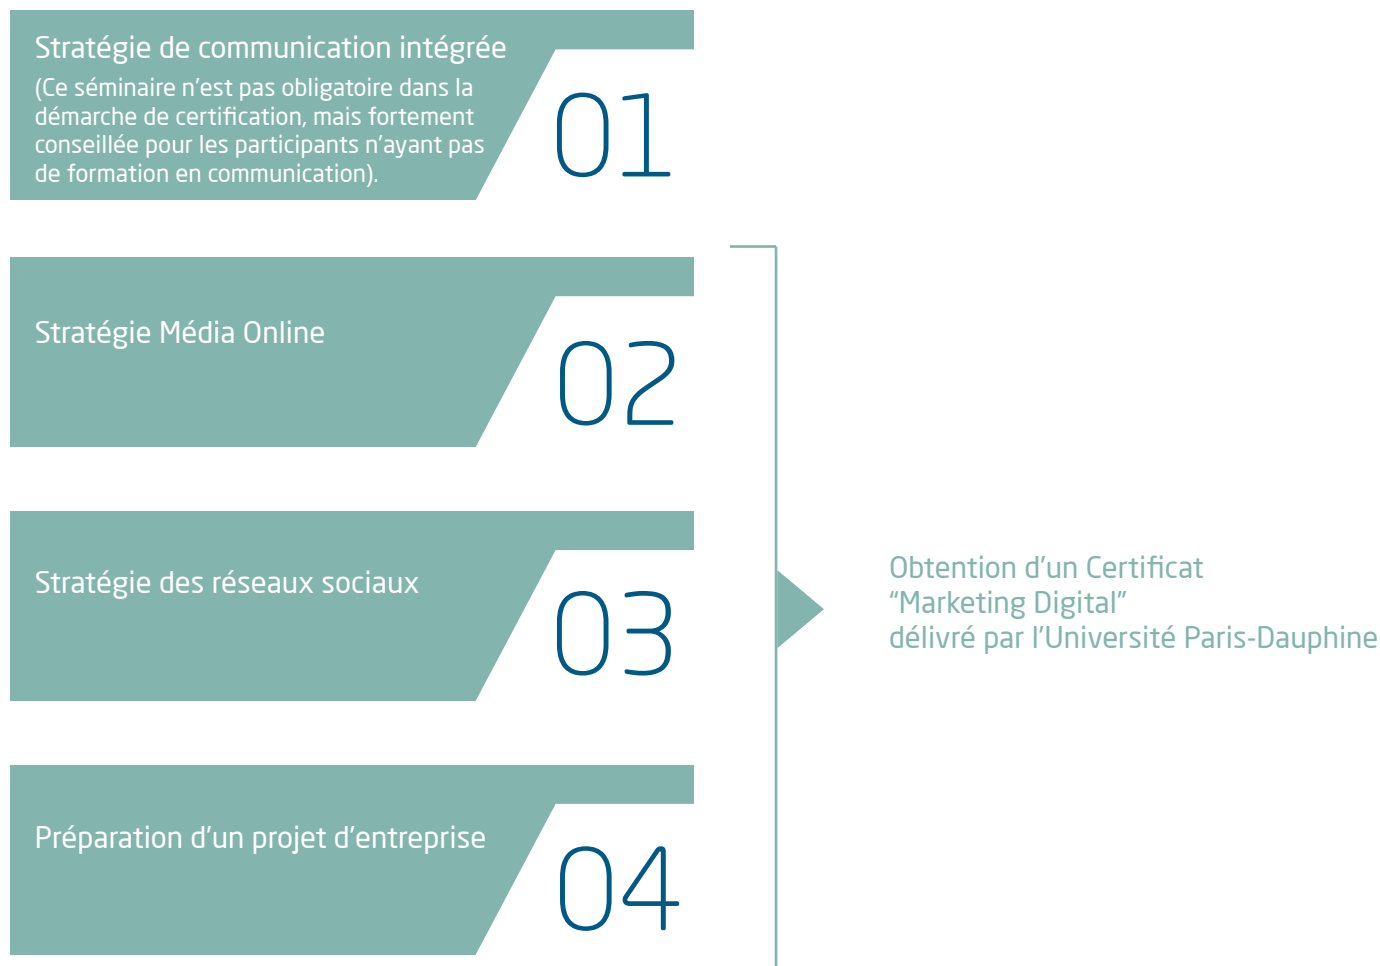 Stratégie de communication intégrée
(Ce séminaire n’est pas obligatoire dans la
démarche de certification, mais fortement
conseillée pour les participants n’ayant pas
de formation en communication).
01
Stratégie Média Online
02
Stratégie des réseaux sociaux
03
Préparation d’un projet d’entreprise
04
Obtention d’un Certificat
“Marketing Digital”
délivré par l’Université Paris-Dauphine